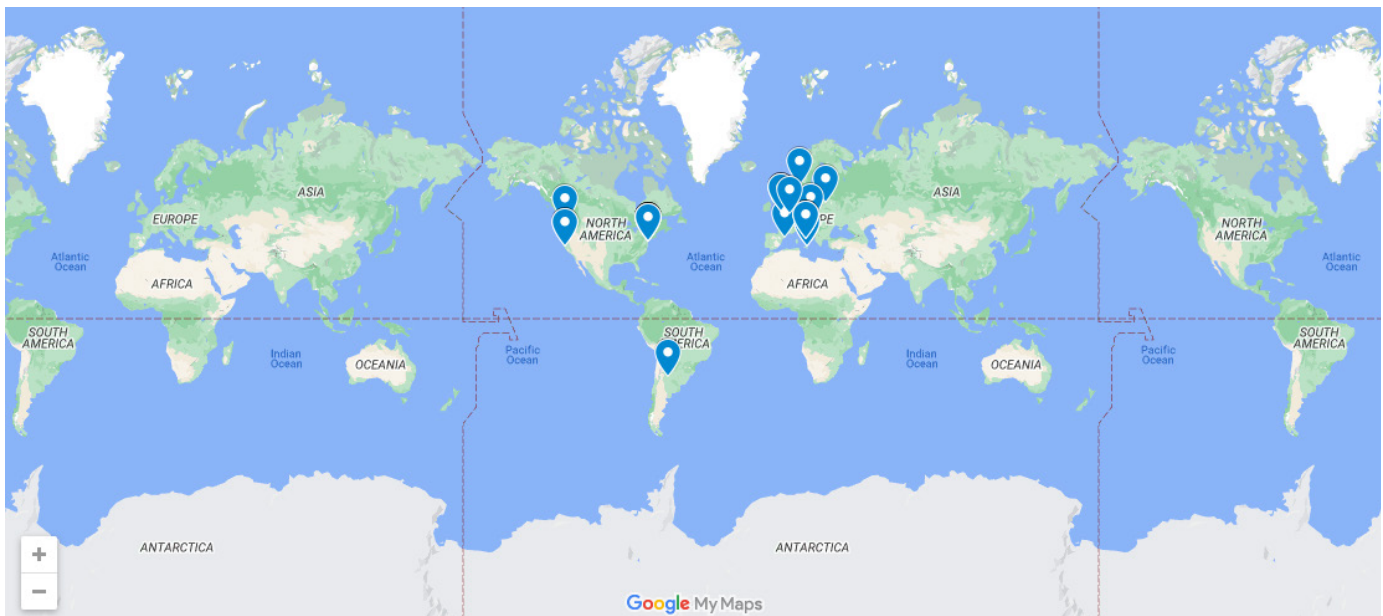 ASIA
EUROPE
NORTH
AMERICA
Atlantic
Ocean
AFRICA
SOUTH
AMERICA
Indian
Ocean
OCEANIA
Pacific
Ocean
ANTARCTICA
Atlantic
Ocean
SOUTH
AMERICA
ASIA
AFRICA
Indian
Ocean
OCEANIA
ANTARCTICA
NORTH
AMERICA
Atlantic
Ocean
Pacific
Ocean
SOUTH
AMERICA
+
−
Google My Maps